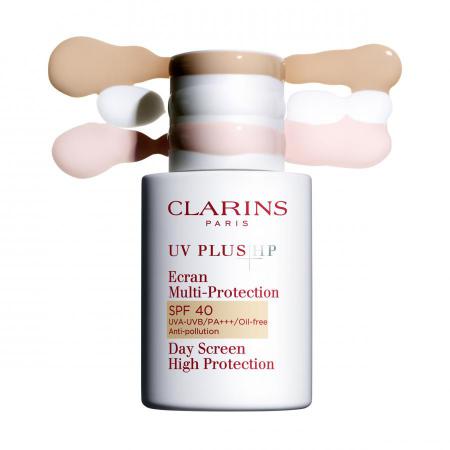 CLARINS
PARIS
UV PLUS HP
Ecran
Multi-Protection
SPF 40
UVA-UVB/PA+++/Oil-free
Anti-pollution
Day Screen
High Protection